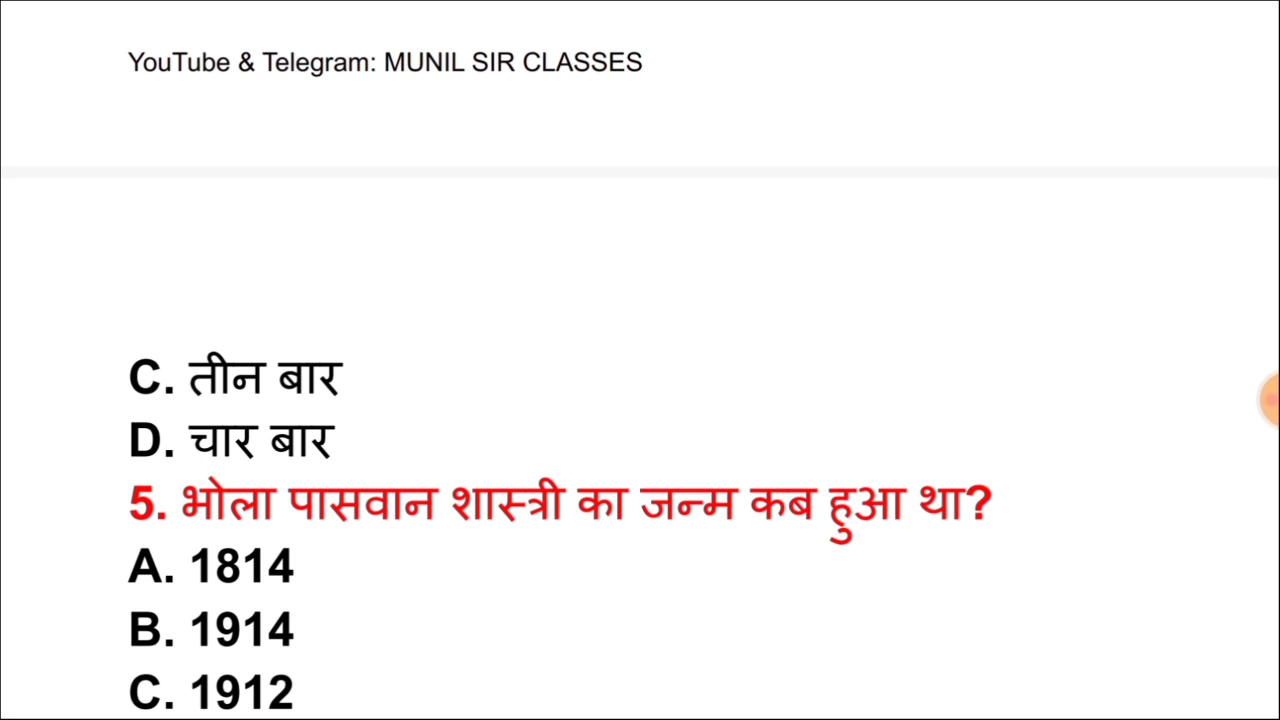 YouTube & Telegram: MUNIL SIR CLASSES
C. तीन बार
D. चार बार
5. भोला पासवान शास्त्री का जन्म कब हुआ था?
A. 1814
B. 1914
C. 1912